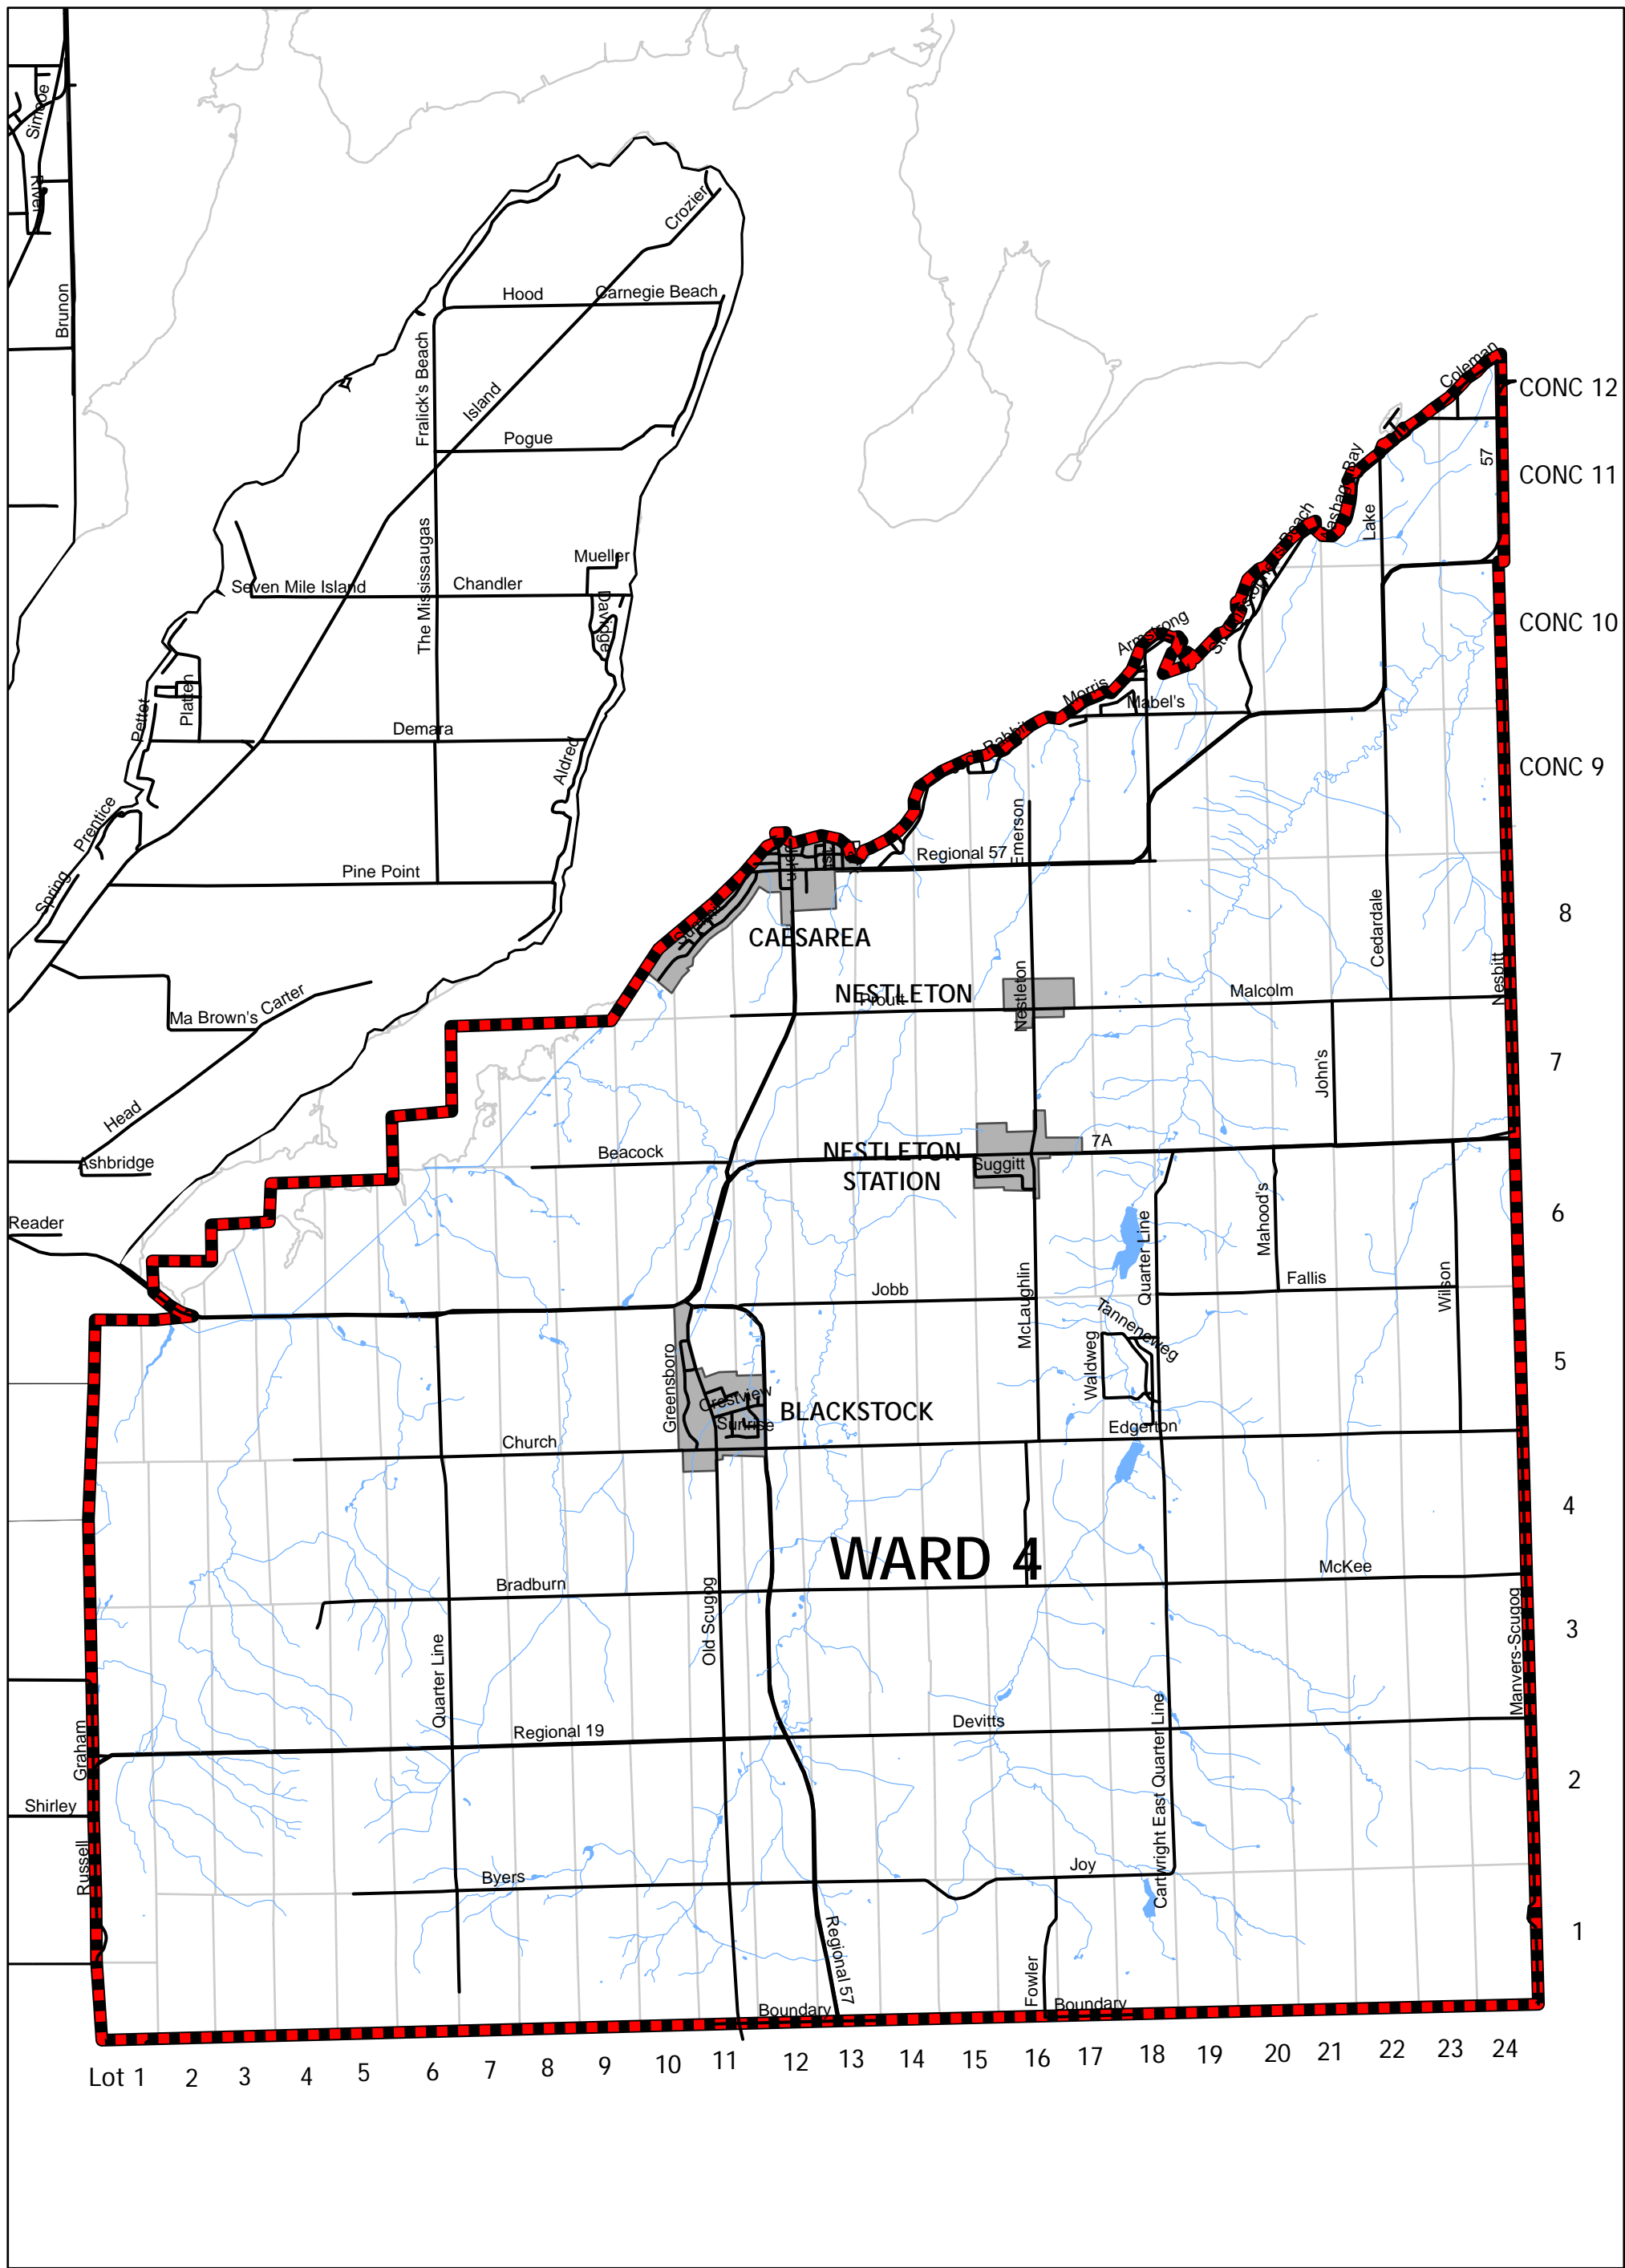 Simcoe
River
Crozier
Brunon
Hood
Carnegie Beach
Fralick's Beach
Island
Coleman
CONC 12
Pogue
57
CONC 11
Lake
The Mississaugas
Mueller
Seven Mile Island
Chandler
Davidge
Armstrong
CONC 10
Platten
Pettet
Morris
Mabel's
Demara
Rabbit
Aldred
CONC 9
Prentice
Emerson
Regional 57
Pine Point
Spring
8
Cedardale
CAESAREA
Nesbitt
NESTLETON
Proutt
Nestleton
Malcolm
Carter
Ma Brown's
7
John's
Head
7A
Beacock
NESTLETON
STATION
Suggitt
Ashbridge
Mahood's
6
Reader
Quarter Line
Fallis
Jobb
McLaughlin
Wilson
Tanneneweg
Waldweg
5
Greensboro
Crestview
Sunrise
BLACKSTOCK
Edgerton
Church
4
WARD 4
McKee
Bradburn
Old Scugog
3
Manvers-Scugog
Quarter Line
Devitts
Regional 19
Graham
Cartwright East Quarter Line
2
Shirley
Russell
Joy
Byers
1
Regional 57
Fowler
Boundary
Boundary
Lot 1 2 3 4 5 6 7 8 9 10 11 12 13 14 15 16 17 18 19 20 21 22 23 24